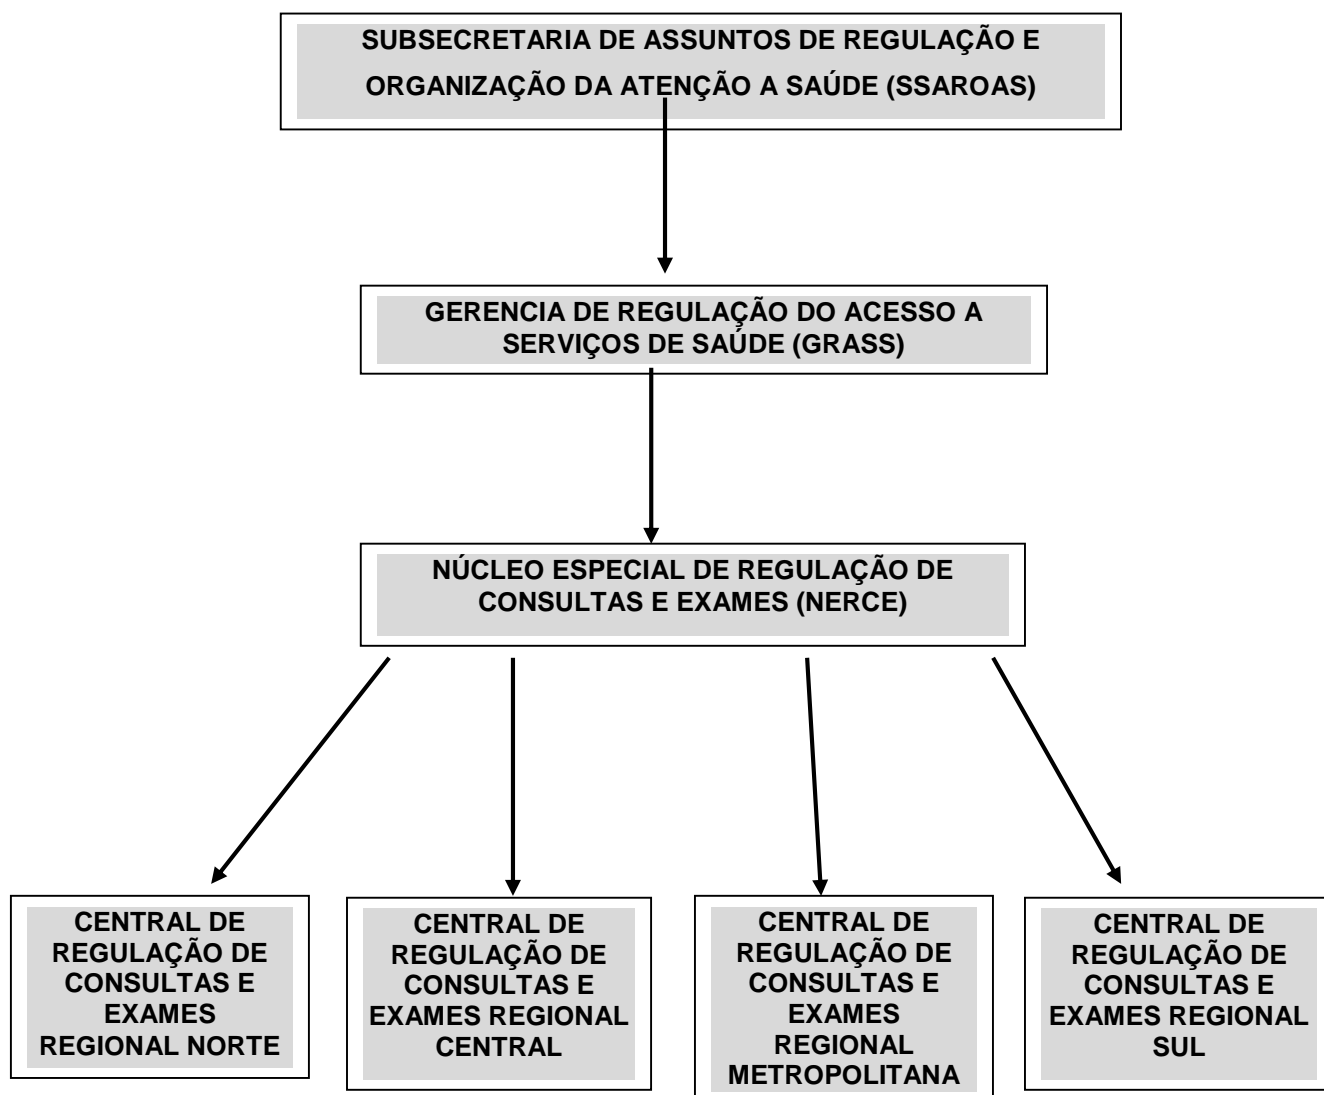 SUBSECRETARIA DE ASSUNTOS DE REGULAÇÃO E
ORGANIZAÇÃO DA ATENÇÃO A SAÚDE (SSAROAS)
GERENCIA DE REGULAÇÃO DO ACESSO A
SERVIÇOS DE SAÚDE (GRASS)
NÚCLEO ESPECIAL DE REGULAÇÃO DE
CONSULTAS E EXAMES (NERCE)
CENTRAL DE
REGULAÇÃO DE
CONSULTAS E
EXAMES
REGIONAL NORTE
CENTRAL DE
REGULAÇÃO DE
CONSULTAS E
EXAMES REGIONAL
CENTRAL
CENTRAL DE
REGULAÇÃO DE
CONSULTAS E
EXAMES
REGIONAL
METROPOLITANA
CENTRAL DE
REGULAÇÃO DE
CONSULTAS E
EXAMES REGIONAL
SUL